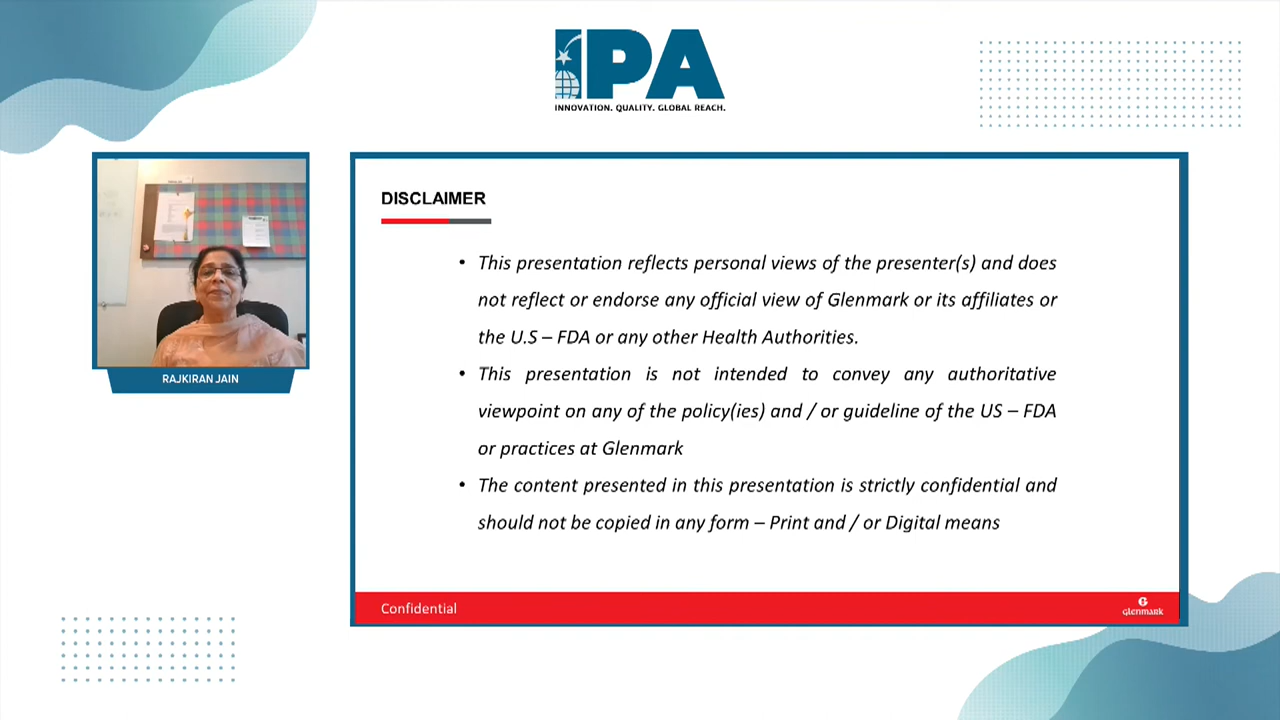 IPA
INNOVATION. QUALITY. GLOBAL REACH.
RAJKIRAN JAIN
DISCLAIMER
• This presentation reflects personal views of the presenter(s) and does
not reflect or endorse any official view of Glenmark or its affiliates or
the U.S – FDA or any other Health Authorities.
• This presentation is not intended to convey any authoritative
viewpoint on any of the policy(ies) and / or guideline of the US – FDA
or practices at Glenmark
• The content presented in this presentation is strictly confidential and
should not be copied in any form – Print and / or Digital means
Confidential
Glenmark